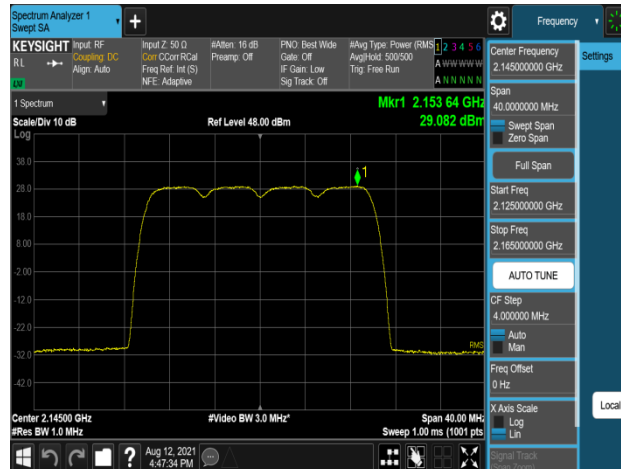 Spectrum Analyzer 1
Swept SA
Frequency
KEYSIGHT
RL
Input: RF
Coupling: DC
Align: Auto
Input Z: 50 Ω
Corr CCorr RCal
Freq Ref: Int (S)
NFE: Adaptive
#Atten: 16 dB
Preamp: Off
PNO: Best Wide
Gate: Off
IF Gain: Low
Sig Track: Off
#Avg Type: Power (RMS)
Avg|Hold: 500/500
Trig: Free Run
1 2 3 4 5 6
A W W W W W
A N N N N N
1 Spectrum
Scale/Div 10 dB
Log
Ref Level 48.00 dBm
Mkr1 2.153 64 GHz
29.082 dBm
38.0
28.0
18.0
8.00
-2.00
-12.0
-22.0
-32.0
-42.0
1
RMS
Center 2.14500 GHz
#Res BW 1.0 MHz
#Video BW 3.0 MHz*
Span 40.00 MHz
Sweep 1.00 ms (1001 pts)
Aug 12, 2021
4:47:34 PM
Center Frequency
2.145000000 GHz
Settings
Span
40.0000000 MHz
Swept Span
Zero Span
Full Span
Start Freq
2.125000000 GHz
Stop Freq
2.165000000 GHz
AUTO TUNE
CF Step
4.000000 MHz
Auto
Man
Freq Offset
0 Hz
X Axis Scale
Log
Lin
Local
Signal Track
(Span Zoom)